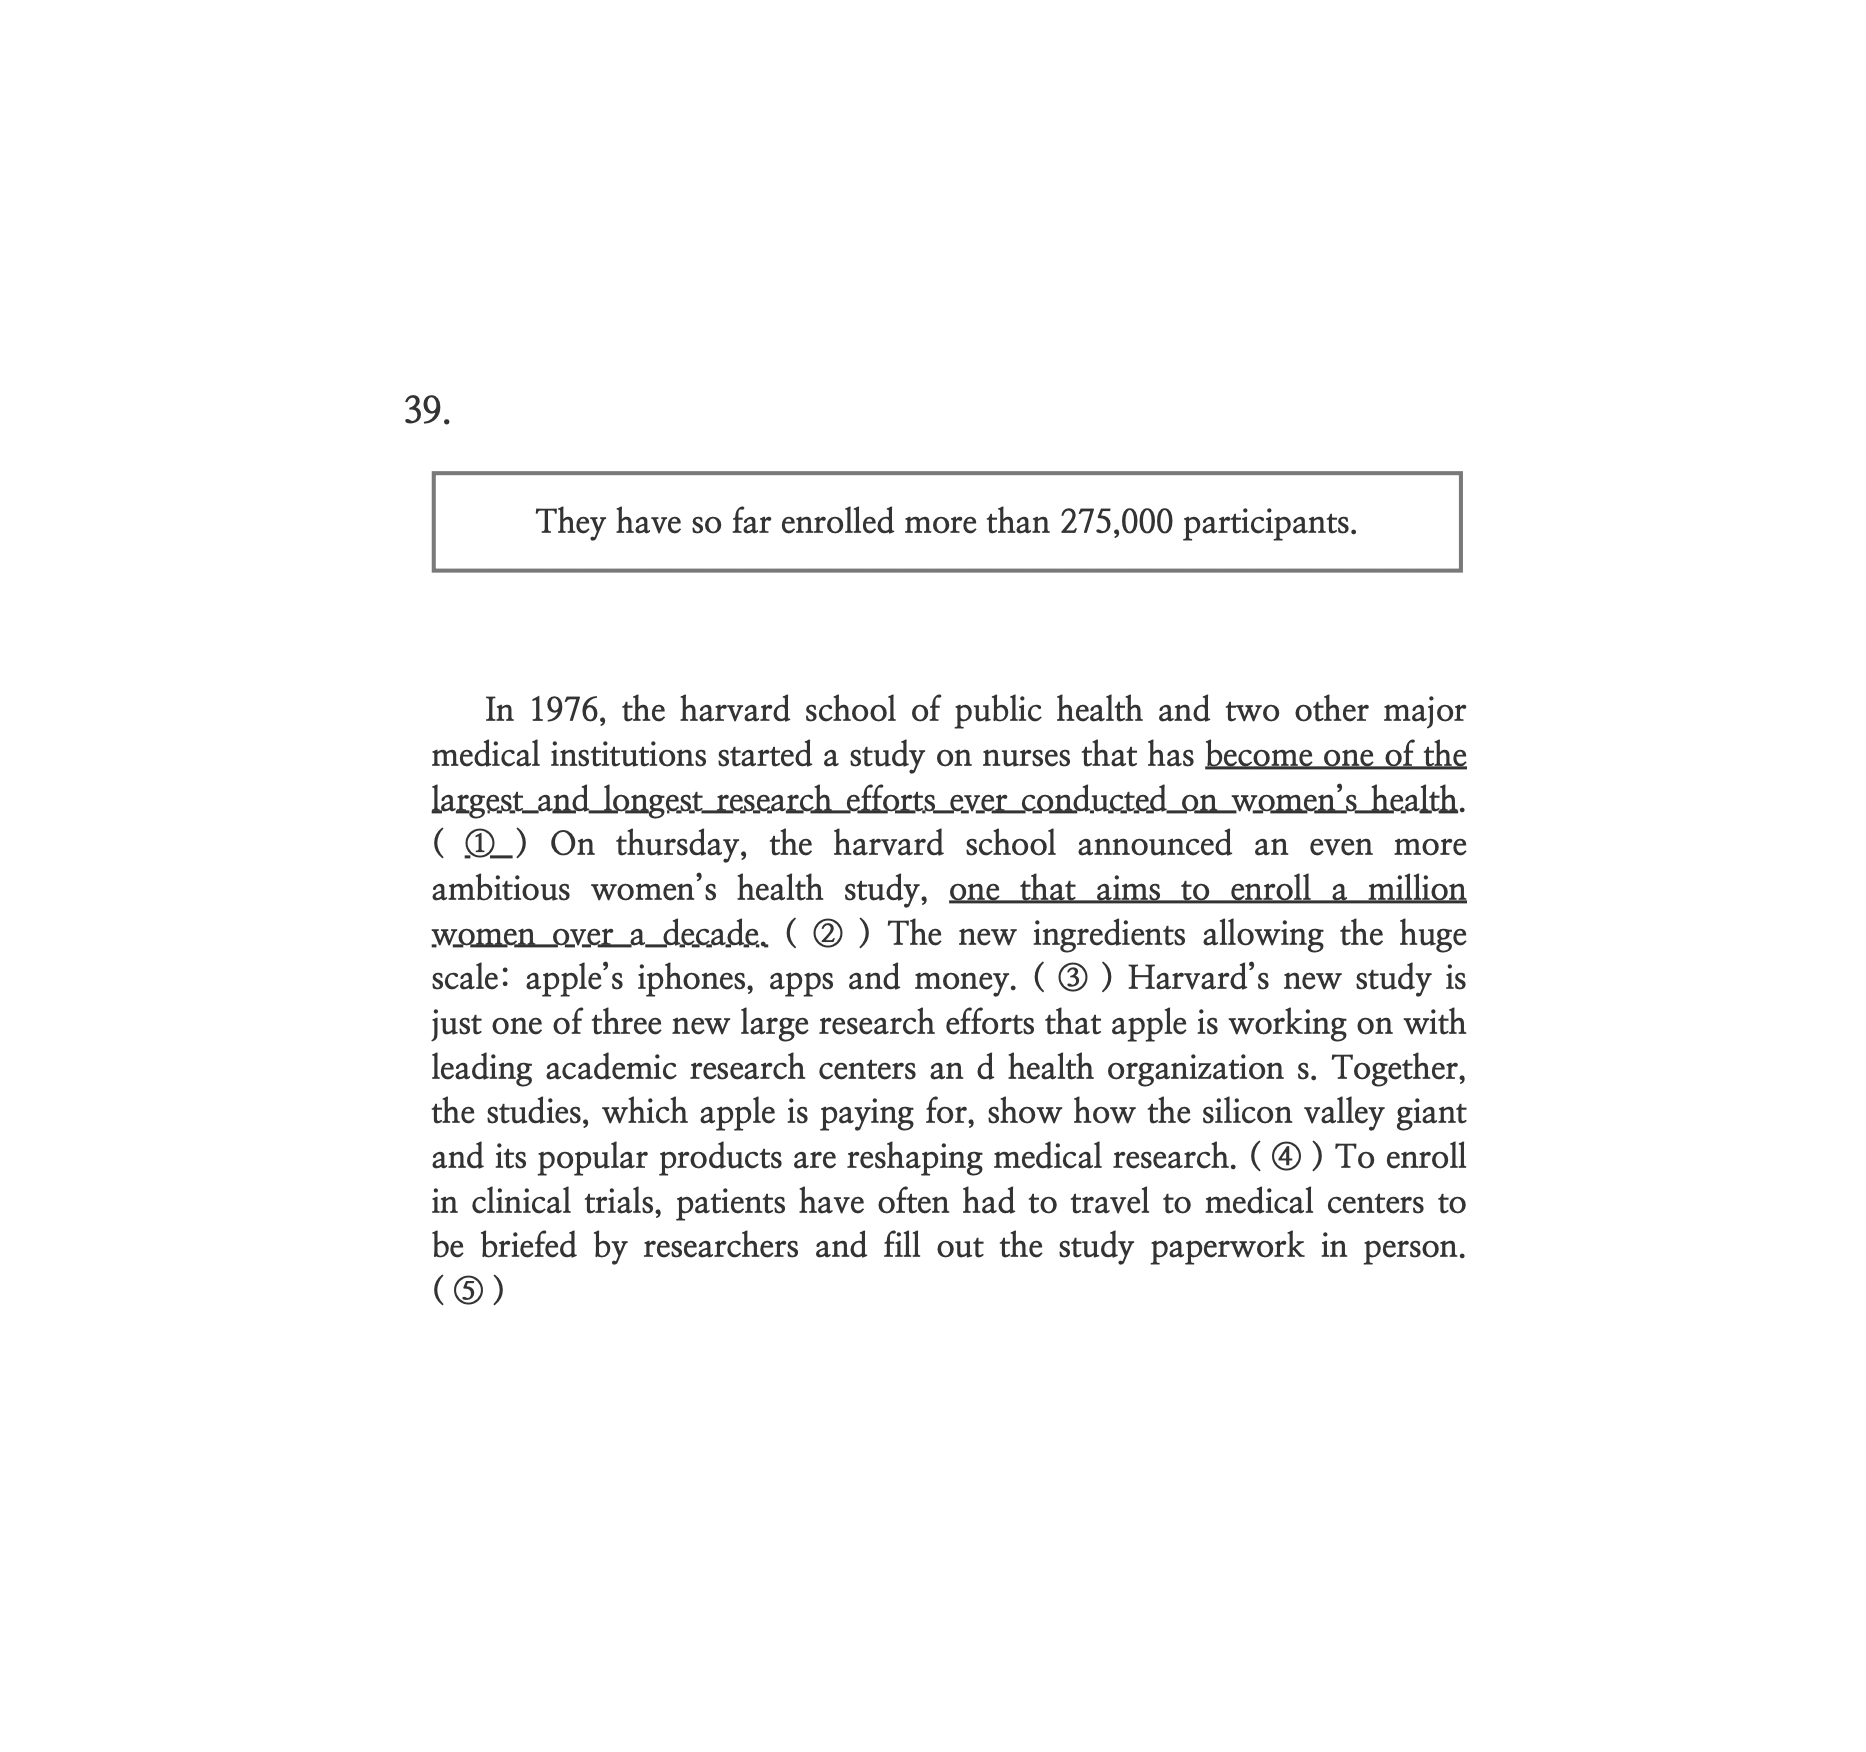 39.
They have so far enrolled more than 275,000 participants.
In 1976, the harvard school of public health and two other major
medical institutions started a study on nurses that has become one of the
largest and longest research efforts ever conducted on women's health.
( ① ) On thursday, the harvard school announced an even more
ambitious women's health study, one that aims to enroll a million
women over a decade. ( ② ) The new ingredients allowing the huge
scale: apple's iphones, apps and money. ( ③ ) Harvard's new study is
just one of three new large research efforts that apple is working on with
leading academic research centers an d health organization s. Together,
the studies, which apple is paying for, show how the silicon valley giant
and its popular products are reshaping medical research. ( ④ ) To enroll
in clinical trials, patients have often had to travel to medical centers to
be briefed by researchers and fill out the study paperwork in person.
( ⑤ )